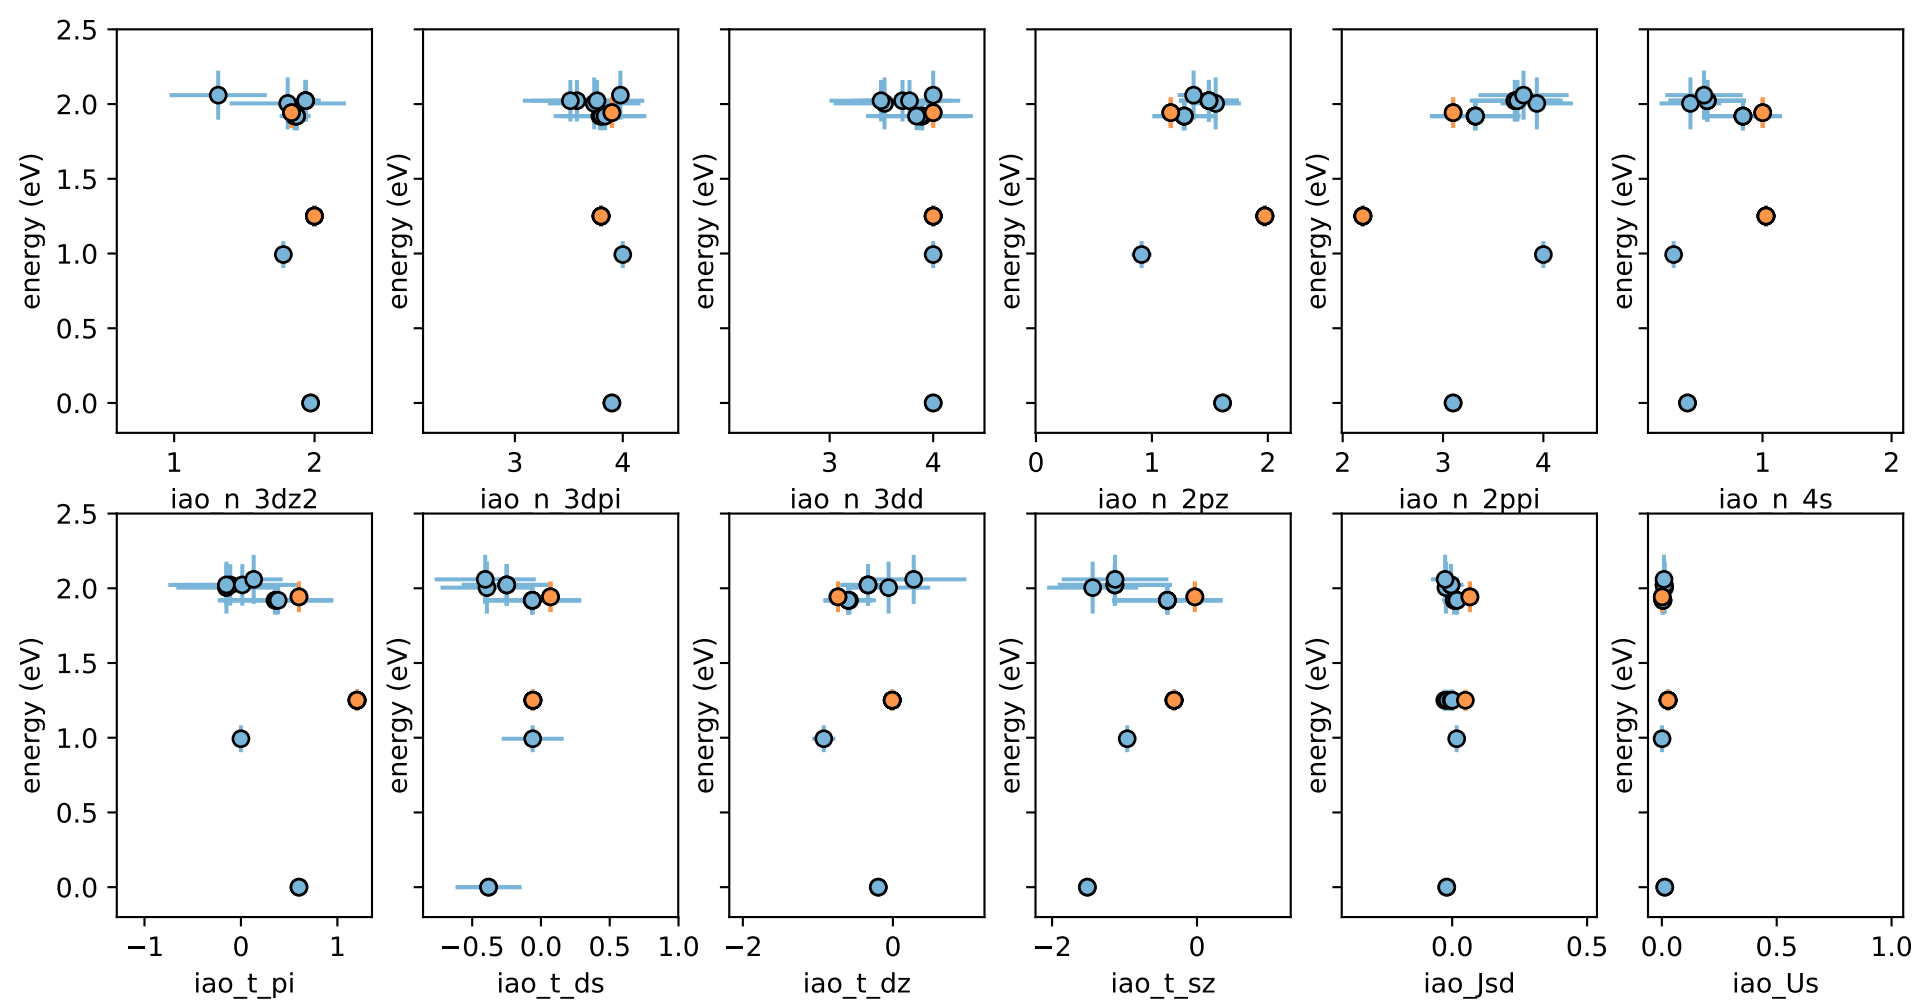 2.5
2.0
1.5
1.0
0.5
0.0
energy (eV)
energy (eV)
energy (eV)
energy (eV)
energy (eV)
energy (eV)
1 2
3 4
3 4
0 1 2
2 3 4
1 2
iao_n_3dz2
iao_n_3dpi
iao_n_3dd
iao_n_2pz
iao_n_2ppi
iao_n_4s
2.5
2.0
1.5
1.0
0.5
0.0
energy (eV)
energy (eV)
energy (eV)
energy (eV)
energy (eV)
energy (eV)
−1 0 1
−0.5 0.0 0.5 1.0
−2 0
−2 0
0.0 0.5
0.0 0.5 1.0
iao_t_pi
iao_t_ds
iao_t_dz
iao_t_sz
iao_Jsd
iao_Us